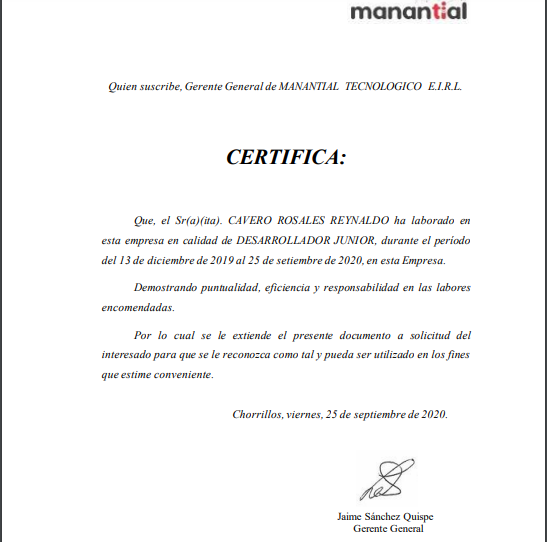 manantial
Quien suscribe, Gerente General de MANANTIAL TECNOLOGICO E.I.R.L.
CERTIFICA:
Que, el Sr(a)(ita). CAVERO ROSALES REYNALDO ha laborado en
esta empresa en calidad de DESARROLLADOR JUNIOR, durante el período
del 13 de diciembre de 2019 al 25 de setiembre de 2020, en esta Empresa.
Demostrando puntualidad, eficiencia y responsabilidad en las labores
encomendadas.
Por lo cual se le extiende el presente documento a solicitud del
interesado para que se le reconozca como tal y pueda ser utilizado en los fines
que estime conveniente.
Chorrillos, viernes, 25 de septiembre de 2020.
Jaime Sánchez Quispe
Gerente General